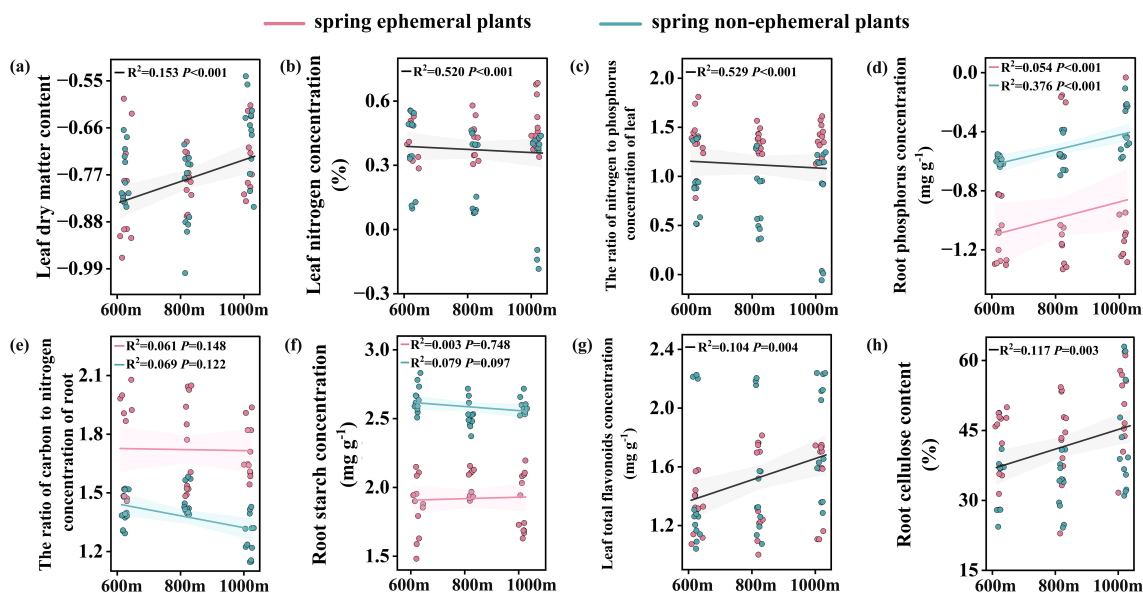 spring ephemeral plants
spring non-ephemeral plants
(a)
Leaf dry matter content
R²=0.153 P<0.001
−0.55
−0.66
−0.77
−0.88
−0.99
600m 800m 1000m
(b)
Leaf nitrogen concentration
(%)
R²=0.520 P<0.001
0.6
0.3
0.0
−0.3
600m 800m 1000m
(c)
The ratio of nitrogen to phosphorus
concentration of leaf
R²=0.529 P<0.001
2.0
1.5
1.0
0.5
0.0
600m 800m 1000m
(d)
Root phosphorus concentration
(mg g⁻¹)
R²=0.054 P<0.001
R²=0.376 P<0.001
0.0
−0.4
−0.8
−1.2
600m 800m 1000m
(e)
The ratio of carbon to nitrogen
concentration of root
R²=0.061 P=0.148
R²=0.069 P=0.122
2.1
1.8
1.5
1.2
600m 800m 1000m
(f)
Root starch concentration
(mg g⁻¹)
R²=0.003 P=0.748
R²=0.079 P=0.097
3.0
2.5
2.0
1.5
600m 800m 1000m
(g)
Leaf total flavonoids concentration
(mg g⁻¹)
R²=0.104 P=0.004
2.4
2.0
1.6
1.2
600m 800m 1000m
(h)
Root cellulose content
(%)
R²=0.117 P=0.003
60
45
30
15
600m 800m 1000m